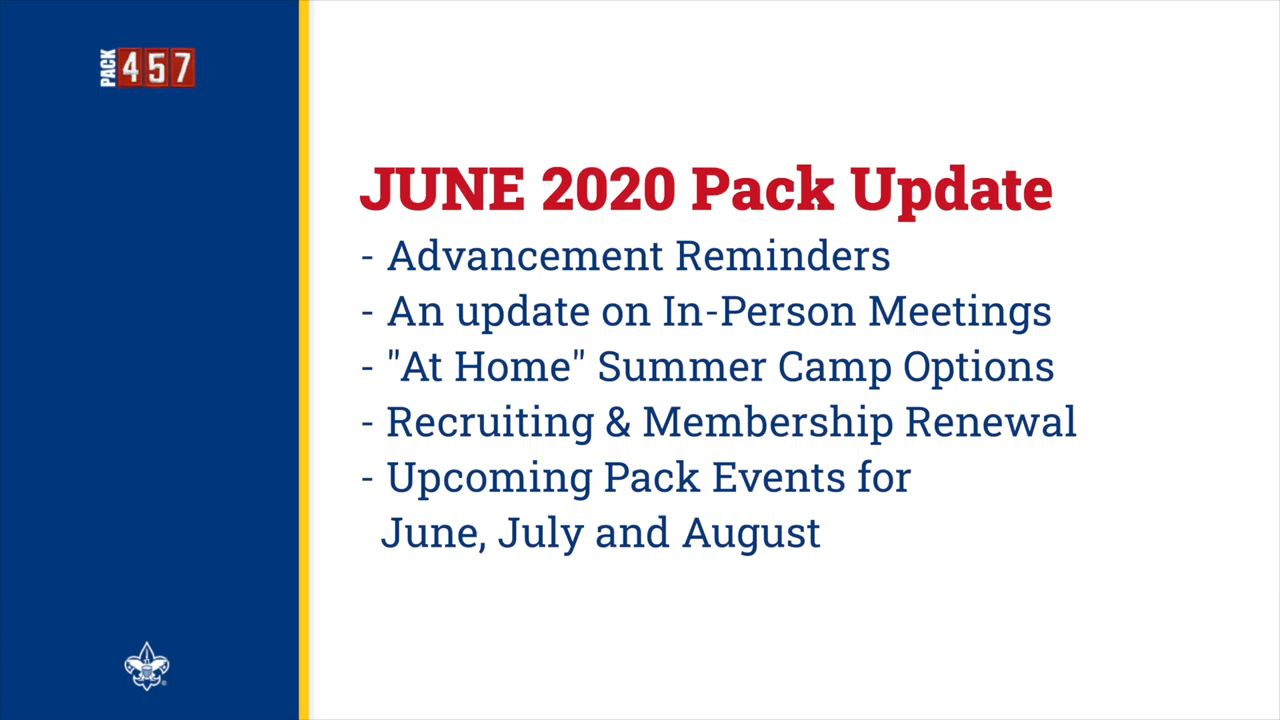 PACK 457
JUNE 2020 Pack Update
- Advancement Reminders
- An update on In-Person Meetings
- "At Home" Summer Camp Options
- Recruiting & Membership Renewal
- Upcoming Pack Events for
June, July and August